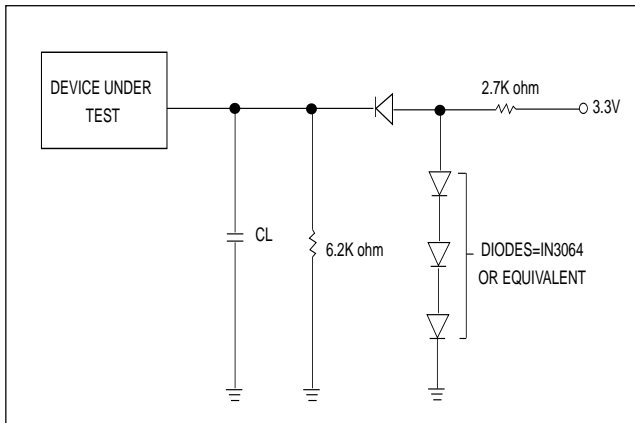 DEVICE UNDER
TEST
2.7K ohm
3.3V
CL
6.2K ohm
DIODES=IN3064
OR EQUIVALENT